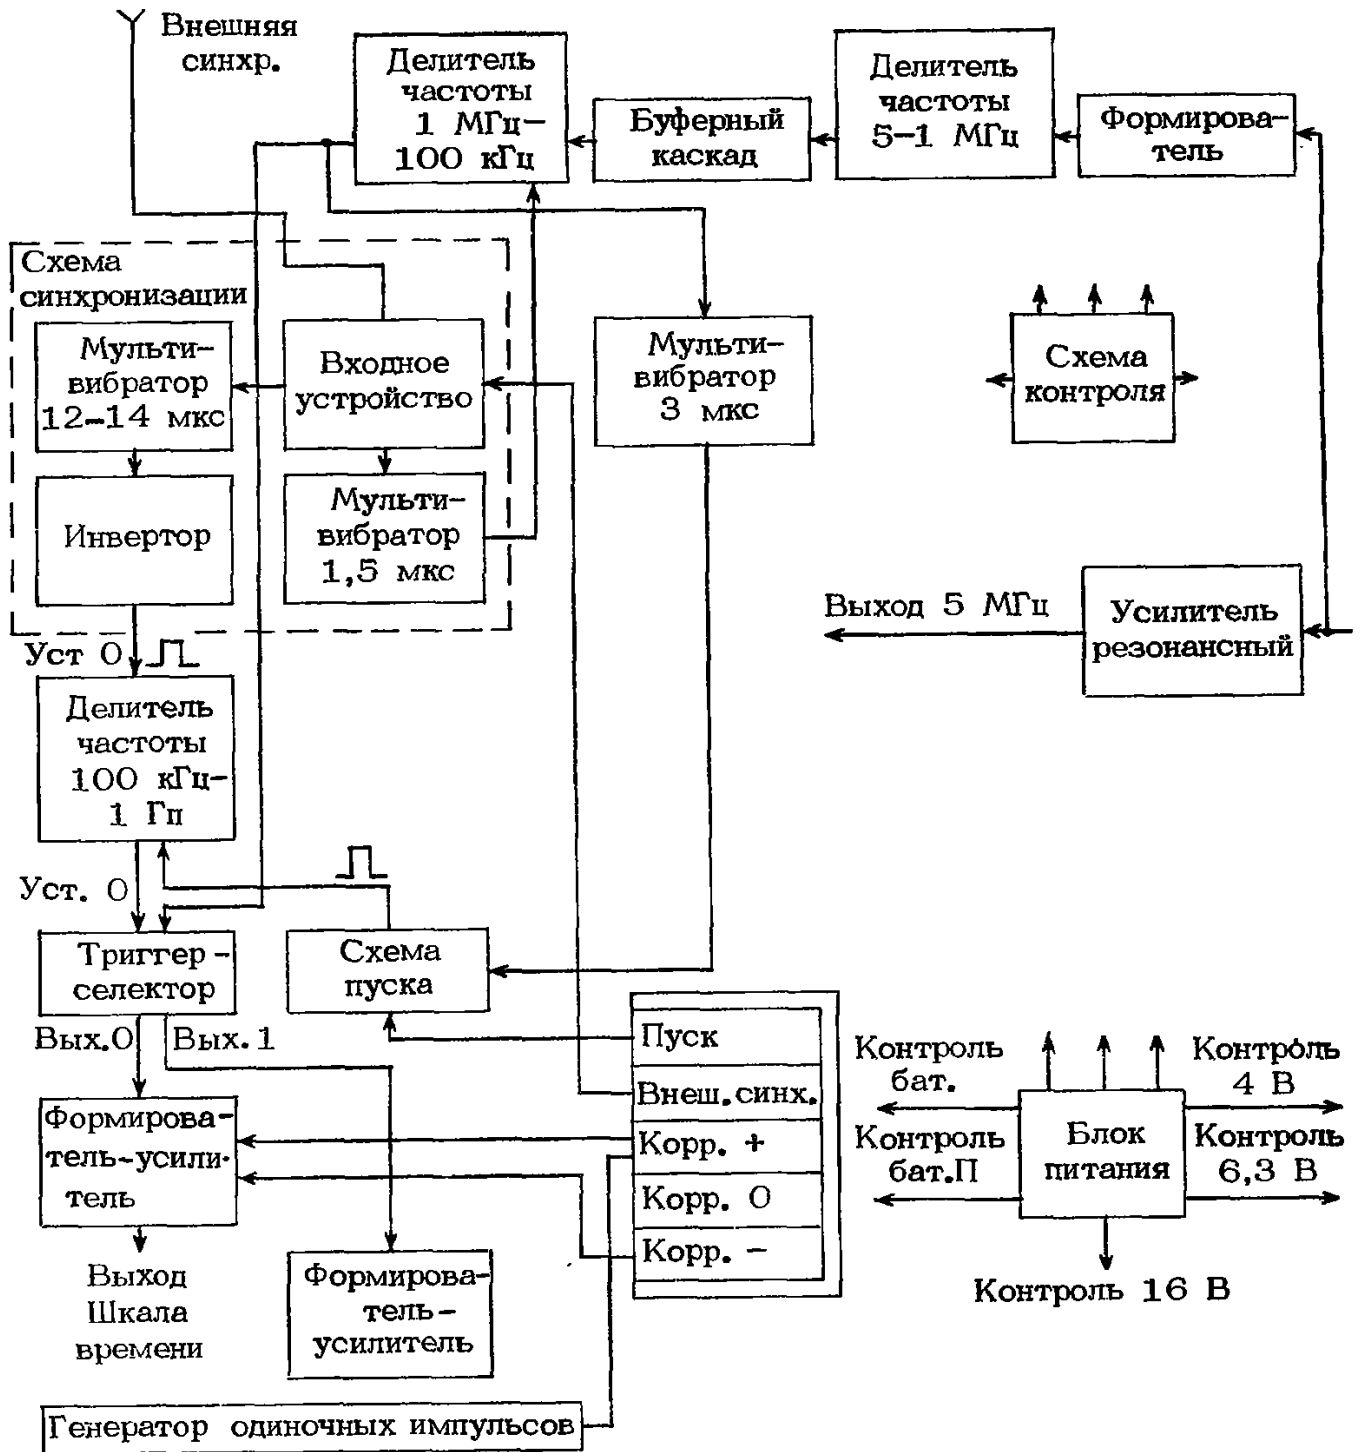 Внешняя
синхр.
Делитель
частоты
1 МГц–
100 кГц
Буферный
каскад
Делитель
частоты
5–1 МГц
Формирова–
тель
Схема
синхронизации
Мульти–
вибратор
12–14 мкс
Входное
устройство
Мульти–
вибратор
3 мкс
Схема
контроля
Инвертор
Мульти–
вибратор
1,5 мкс
Выход 5 МГц
Усилитель
резонансный
Уст 0
Делитель
частоты
100 кГц–
1 Гп
Уст. 0
Триггер –
селектор
Схема
пуска
Вых.0
Вых.1
Пуск
Внеш.синх.
Корр. +
Корр. 0
Корр. –
Контроль
бат.
Контроль
4 В
Контроль
бат.П
Блок
питания
Контроль
6,3 В
Контроль 16 В
Формирова–
тель–усили–
тель
Выход
Шкала
времени
Формирова–
тель–
усилитель
Генератор одиночных импульсов